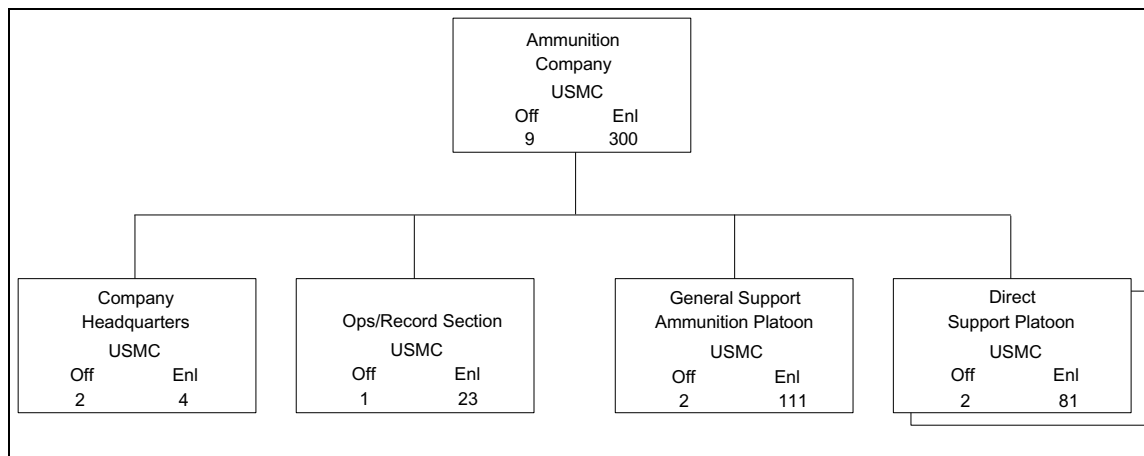 Ammunition
Company
USMC
Off Enl
9 300
Company
Headquarters
USMC
Off Enl
2 4
Ops/Record Section
USMC
Off Enl
1 23
General Support
Ammunition Platoon
USMC
Off Enl
2 111
Direct
Support Platoon
USMC
Off Enl
2 81